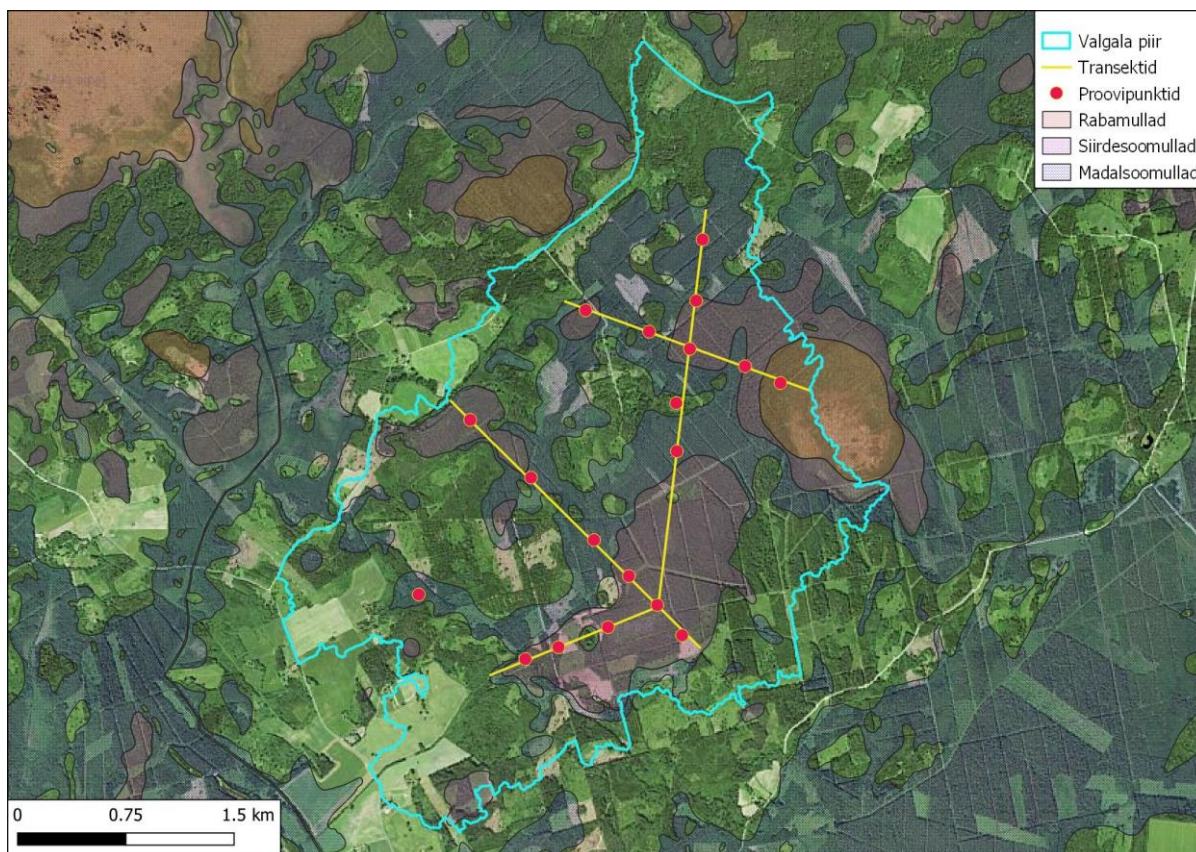 Valgala piir
Transektid
Proovipunktid
Rabamullad
Siirdesoomullad
Madalsoomullad
0 0.75 1.5 km